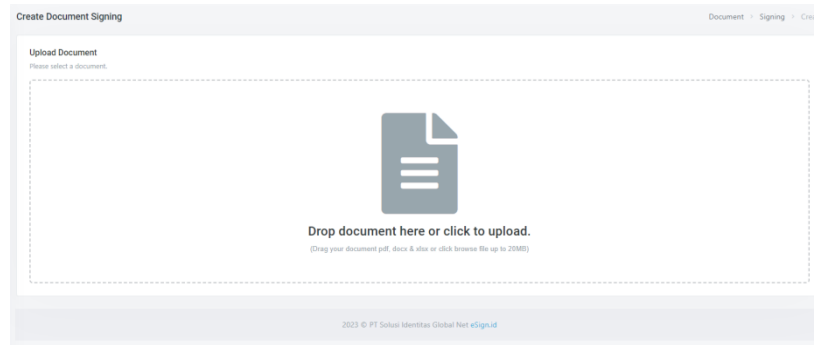 Create Document Signing
Document > Signing >
Upload Document
Please select a document.
Drop document here or click to upload.
(Drag your document pdf, docx & xlsx or click browse file up to 20MB)
2023 © PT Solusi Identitas Global Net eSign.id